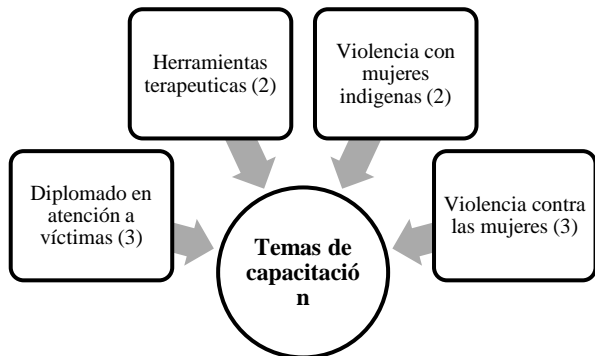 Herramientas
terapeuticas (2)
Violencia con
mujeres
indigenas (2)
Diplomado en
atención a
víctimas (3)
Violencia contra
las mujeres (3)
Temas de
capacitació
n